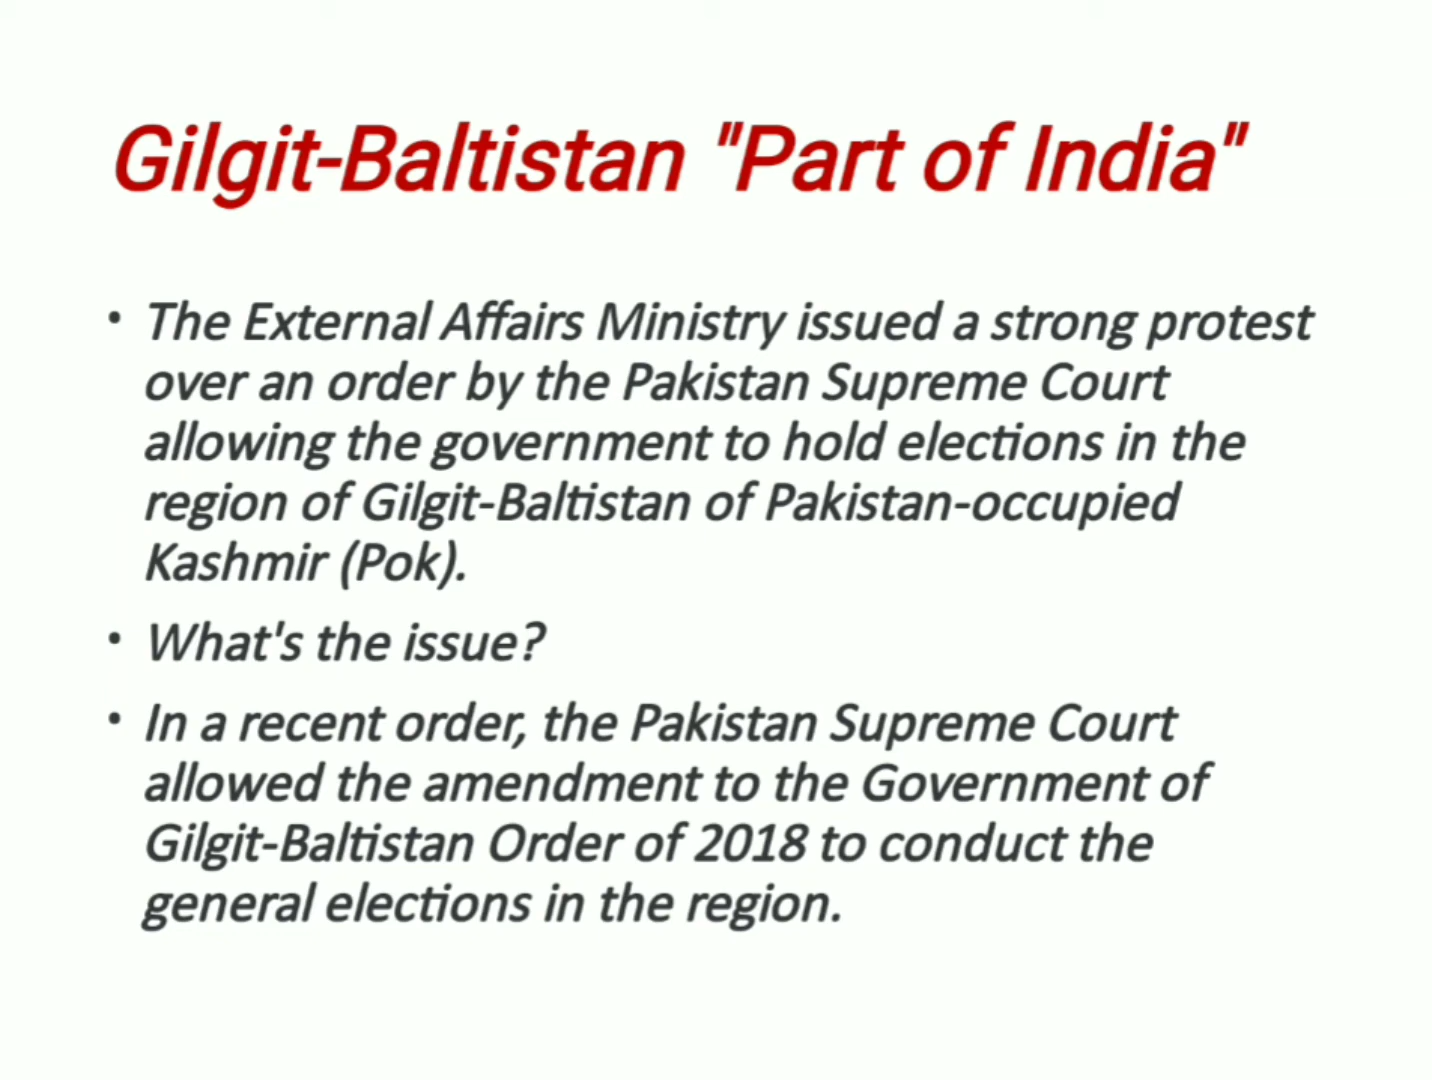 Gilgit-Baltistan "Part of India"
• The External Affairs Ministry issued a strong protest
over an order by the Pakistan Supreme Court
allowing the government to hold elections in the
region of Gilgit-Baltistan of Pakistan-occupied
Kashmir (Pok).
• What's the issue?
• In a recent order, the Pakistan Supreme Court
allowed the amendment to the Government of
Gilgit-Baltistan Order of 2018 to conduct the
general elections in the region.